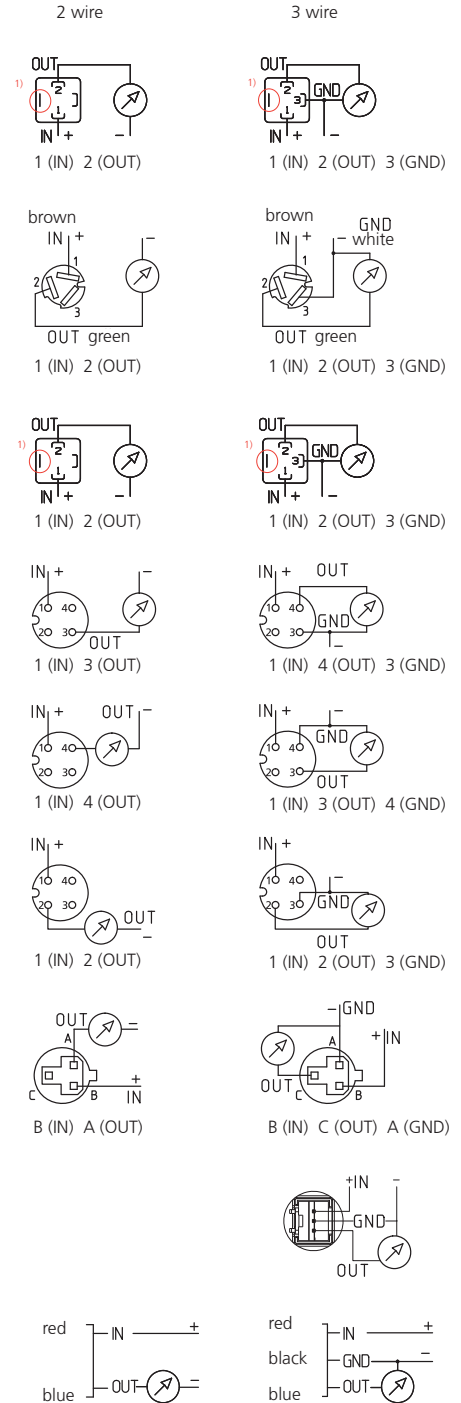 2 wire 3 wire
OUT OUT
1) 2 1) 2 GND
1 1 3
IN + – IN + –
1 (IN) 2 (OUT) 1 (IN) 2 (OUT) 3 (GND)
brown brown GND
IN + – IN + – white
1 1
2 2
3 3
OUT green OUT green
1 (IN) 2 (OUT) 1 (IN) 2 (OUT) 3 (GND)
OUT OUT
1) 2 1) 2 GND
1 1 3
IN + – IN + –
1 (IN) 2 (OUT) 1 (IN) 2 (OUT) 3 (GND)
IN + – IN + OUT
1 4 1 4
2 3 2 3 GND
OUT –
1 (IN) 3 (OUT) 1 (IN) 4 (OUT) 3 (GND)
IN + OUT – IN + –
1 4 1 4 GND
2 3 2 3 OUT
1 (IN) 4 (OUT) 1 (IN) 3 (OUT) 4 (GND)
IN + IN +
1 4 1 4 –
2 3 2 3 GND
OUT – OUT
1 (IN) 2 (OUT) 1 (IN) 2 (OUT) 3 (GND)
OUT – – GND
A A + IN
+ OUT
C B IN C B
B (IN) A (OUT) B (IN) C (OUT) A (GND)
+IN –
GND
OUT
red IN + red IN +
black GND –
blue OUT – blue OUT